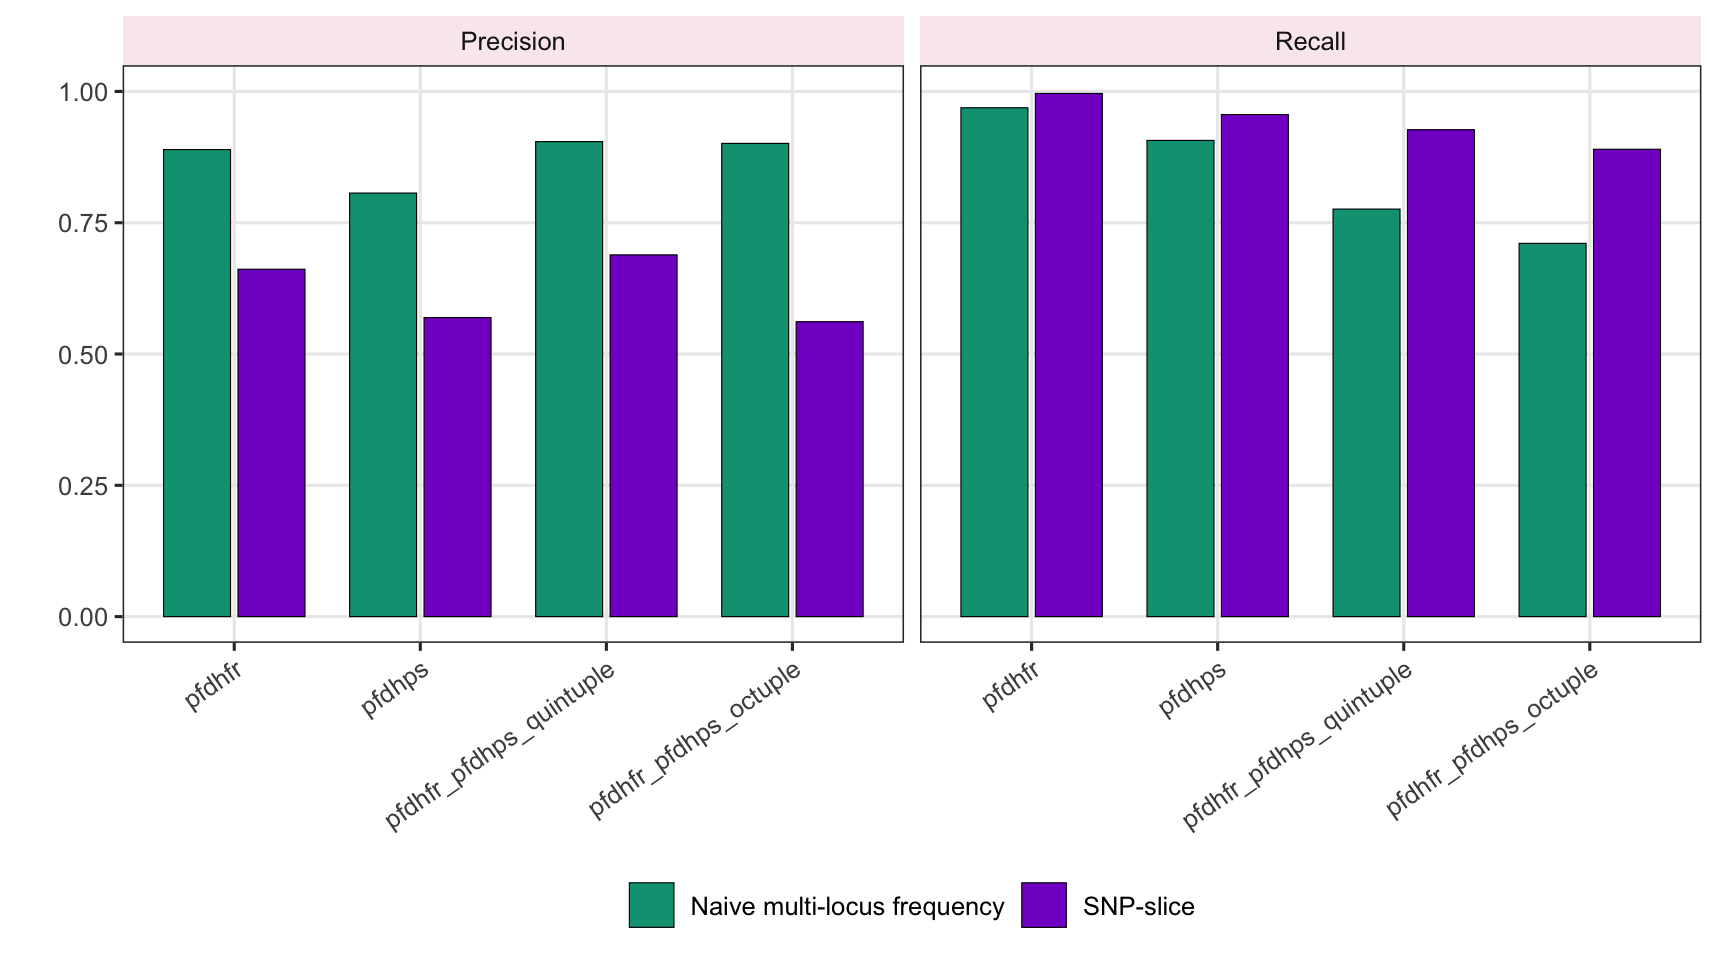 Precision
Recall
1.00
0.75
0.50
0.25
0.00
pfdhfr
pfdhps
pfdhfr_pfdhps_quintuple
pfdhfr_pfdhps_octuple
pfdhfr
pfdhps
pfdhfr_pfdhps_quintuple
pfdhfr_pfdhps_octuple
Naive multi-locus frequency
SNP-slice